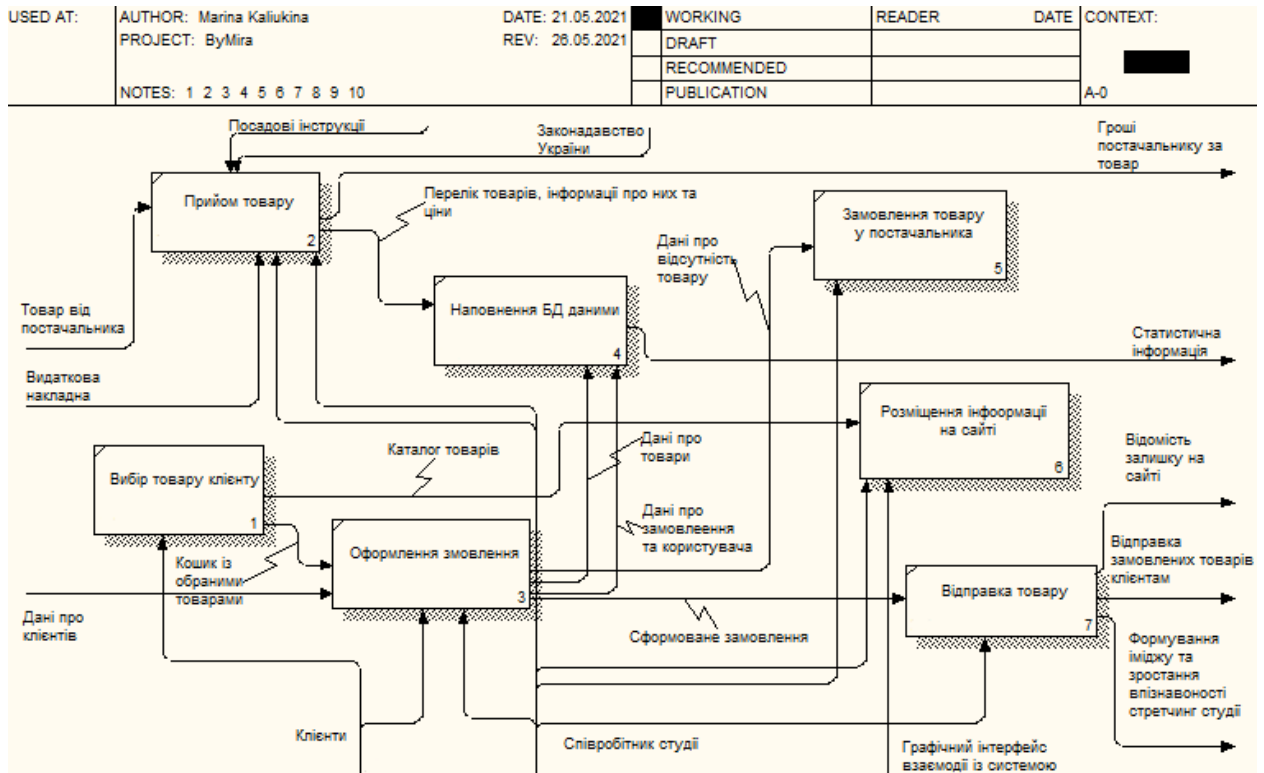 USED AT:
AUTHOR: Marina Kaliukina
DATE: 21.05.2021
PROJECT: ByMira
REV: 26.05.2021
NOTES: 1 2 3 4 5 6 7 8 9 10
WORKING
DRAFT
RECOMMENDED
PUBLICATION
READER
DATE
CONTEXT:
A-0
Посадові інструкції
Законадавство
України
Гроші
постачальнику за
товар
Прийом товару
2
Перелік товарів, інформації про них та
ціни
Замовлення товару
у постачальника
5
Дані про
відсутність
товару
Товар від
постачальника
Наповнення БД даними
4
Статистична
інформація
Видаткова
накладна
Розміщення інфоормації
на сайті
6
Каталог товарів
Дані про
товари
Відомість
залишку на
сайті
Вибір товару клієнту
1
Дані про
замовлеення
та користувача
Оформлення змовлення
3
Кошик із
обраними
товарами
Відправка
замовлених товарів
клієнтам
Відправка товару
7
Дані про
клієнтів
Сформоване замовлення
Формування
іміджу та
зростання
впізнавоності
стретчинг студії
Клієнти
Співробітник студії
Графічний інтерфейс
взаємодії із системою